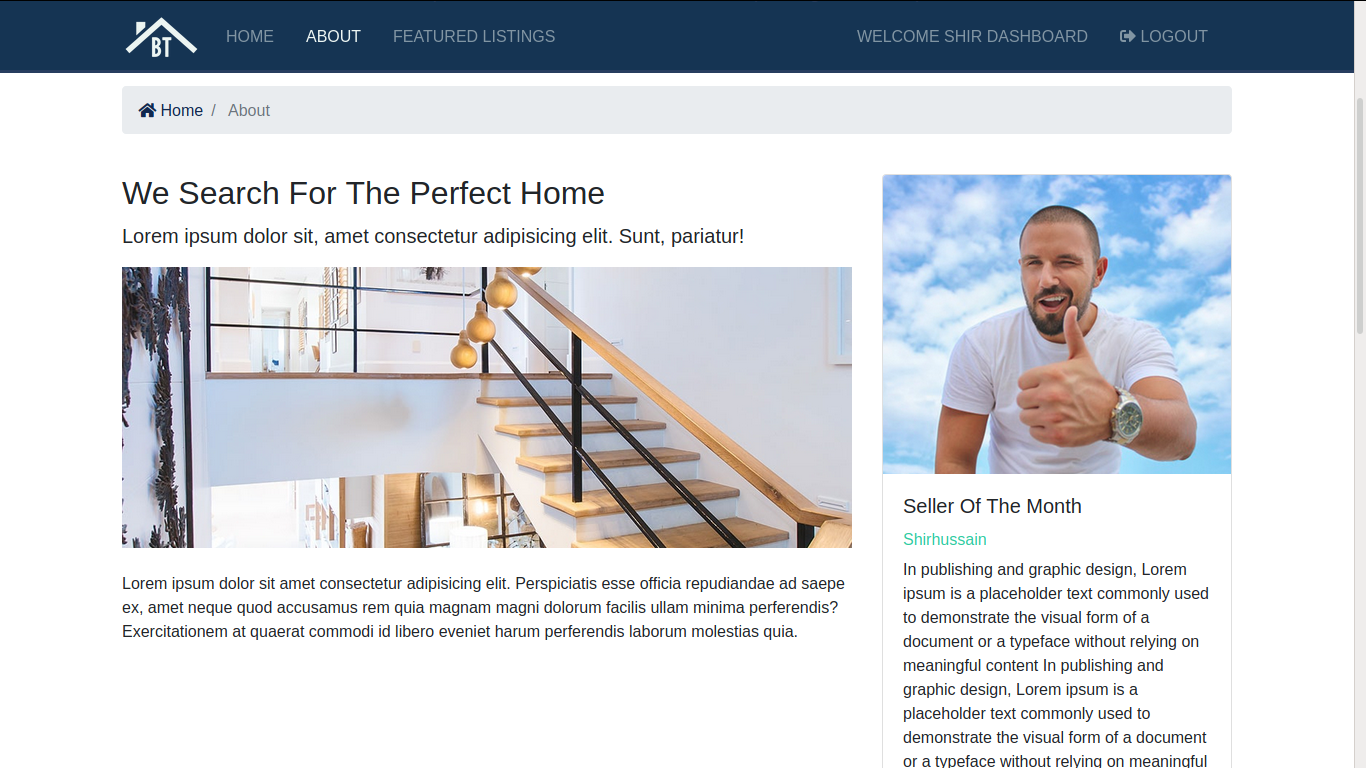 BT
HOME
ABOUT
FEATURED LISTINGS
WELCOME SHIR DASHBOARD
LOGOUT
Home / About
We Search For The Perfect Home
Lorem ipsum dolor sit, amet consectetur adipisicing elit. Sunt, pariatur!
Lorem ipsum dolor sit amet consectetur adipisicing elit. Perspiciatis esse officia repudiandae ad saepe
ex, amet neque quod accusamus rem quia magnam magni dolorum facilis ullam minima perferendis?
Exercitationem at quaerat commodi id libero eveniet harum perferendis laborum molestias quia.
Seller Of The Month
Shirhussain
In publishing and graphic design, Lorem
ipsum is a placeholder text commonly used
to demonstrate the visual form of a
document or a typeface without relying on
meaningful content In publishing and
graphic design, Lorem ipsum is a
placeholder text commonly used to
demonstrate the visual form of a document
or a typeface without relying on meaningful